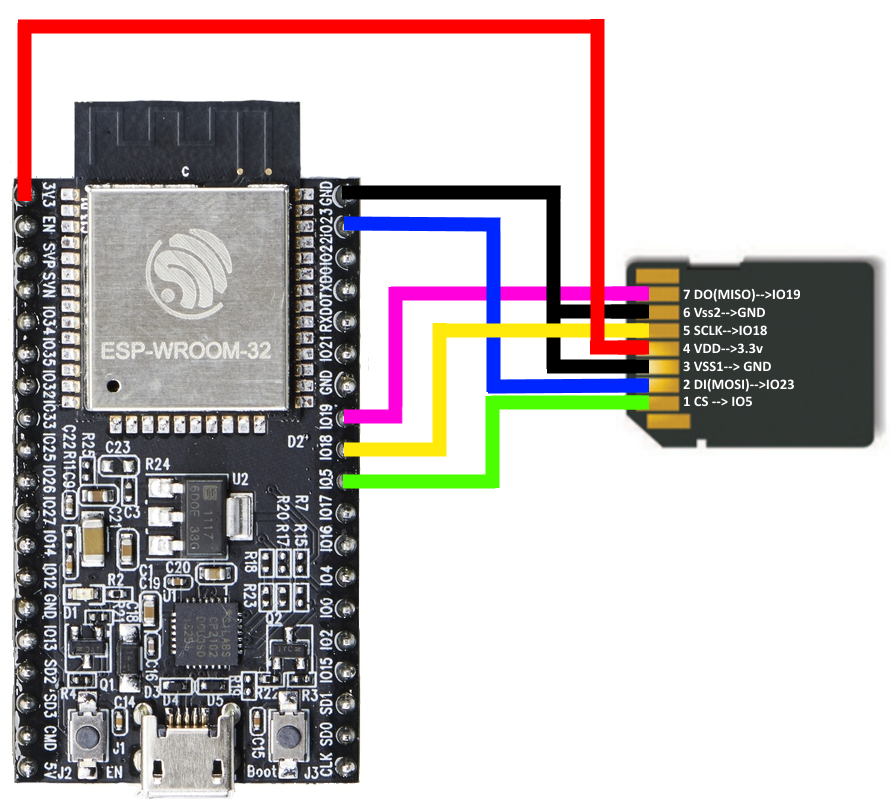 C
3V3
EN
SVP
SVN
IO34
IO35
IO32
IO33
IO25
IO26
IO27
IO14
IO12
GND
IO13
SD2
SD3
CMD
5V
GND
IO23
IO22
TXD0
RXD0
IO21
GND
IO19
IO18
IO5
IO17
IO16
IO4
IO0
IO2
IO15
SD1
SD0
CLK
ESP-WROOM-32
7 DO(MISO)-->IO19
6 Vss2-->GND
5 SCLK-->IO18
4 VDD-->3.3v
3 VSS1--> GND
2 DI(MOSI)-->IO23
1 CS --> IO5
D2
C22
R11
C9
R25
C23
C3
C21
R24
U2
1117
33G
R7
R20
R17
R15
R18
R23
C20
C1
C19
U1
R2
D1
R21
C18
C16
CP2102
Q2
Q1
R4
D3
D4
D5
R22
R3
C14
C15
J1
J2
EN
Boot
J3